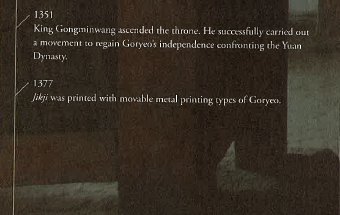 1351
King Gongminwang ascended the throne. He successfully carried out
a movement to regain Goryeo's independence confronting the Yuan
Dynasty.
1377
Jikji was printed with movable metal printing types of Goryeo.